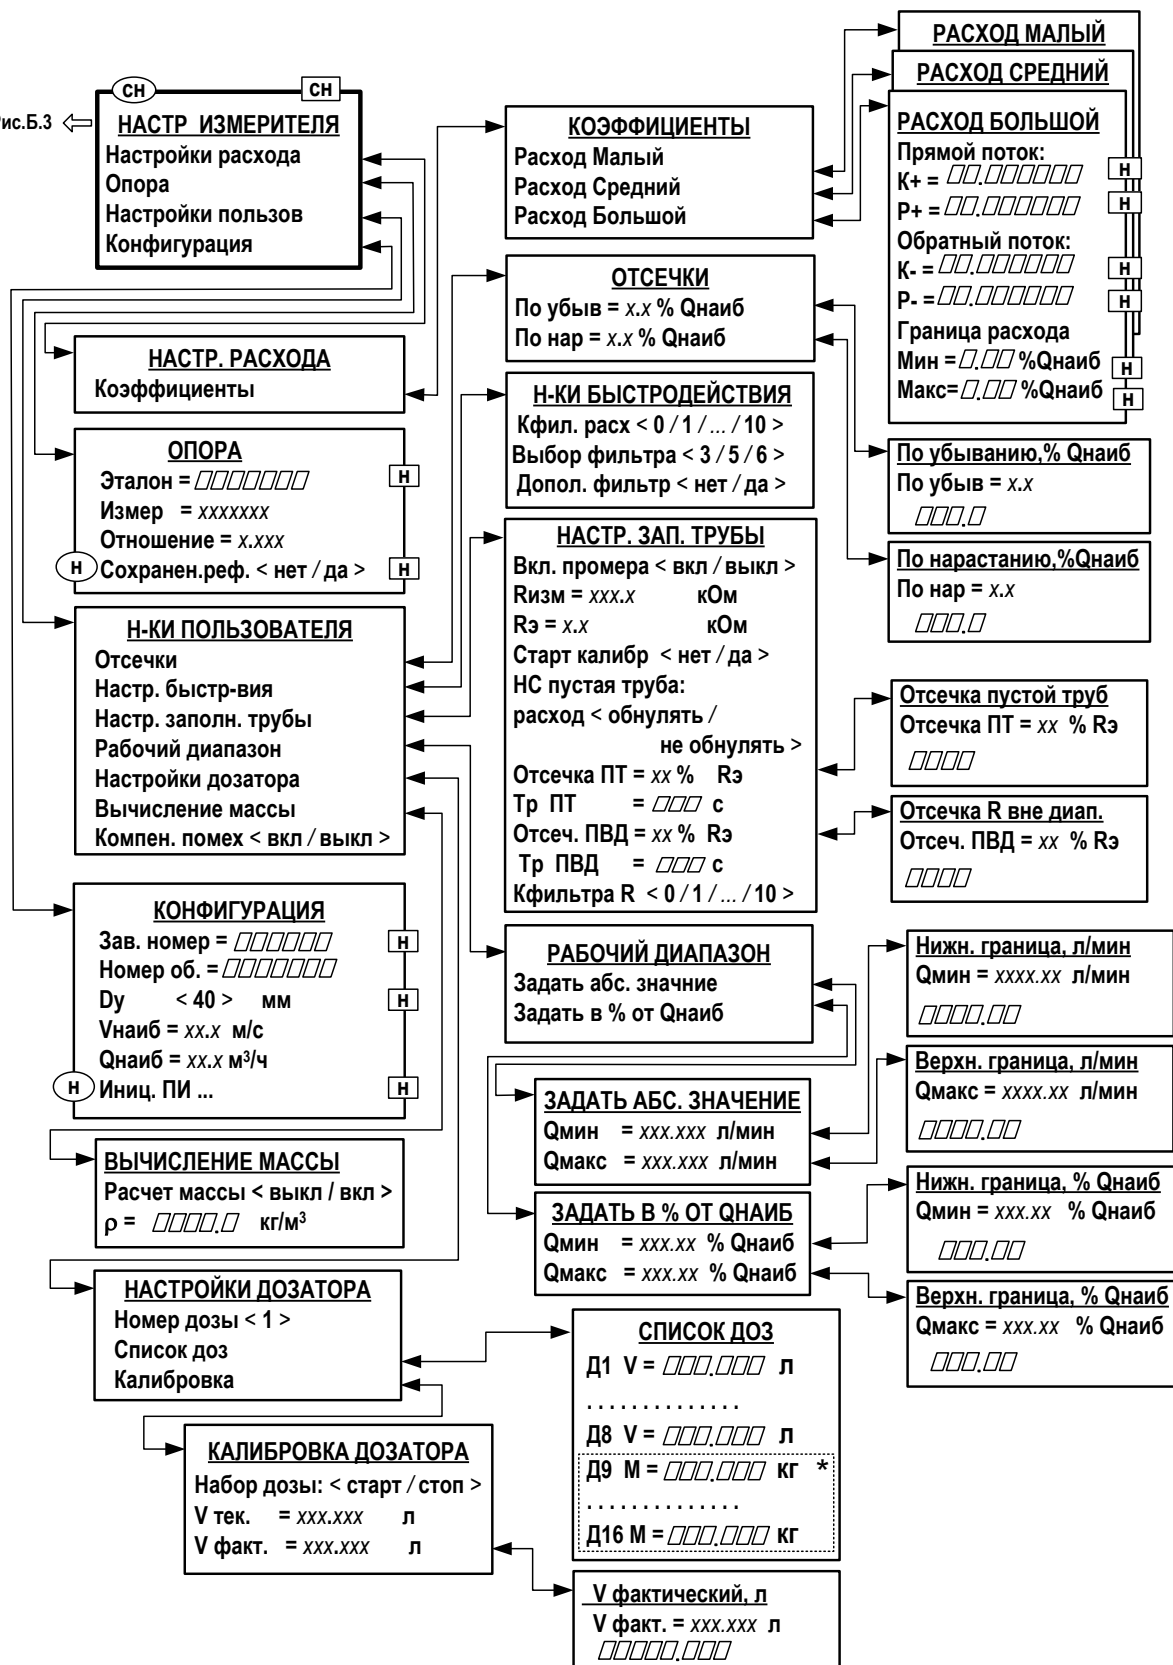 СН
СН
НАСТР ИЗМЕРИТЕЛЯ
Настройки расхода
Опора
Настройки пользов
Конфигурация
ис.Б.3
НАСТР. РАСХОДА
Коэффициенты
ОПОРА
Эталон =
Н
Измер = xxxxxxx
Отношение = x.xxx
Н
Сохранен.реф. < нет / да >
Н
Н-КИ ПОЛЬЗОВАТЕЛЯ
Отсечки
Настр. быстр-вия
Настр. заполн. трубы
Рабочий диапазон
Настройки дозатора
Вычисление массы
Компен. помех < вкл / выкл >
КОНФИГУРАЦИЯ
Зав. номер =
Н
Номер об. =
Dy < 40 > мм
Н
Vнаиб = xx.x м/с
Qнаиб = xx.x м³/ч
Н
Иниц. ПИ ...
Н
ВЫЧИСЛЕНИЕ МАССЫ
Расчет массы < выкл / вкл >
ρ = . кг/м³
НАСТРОЙКИ ДОЗАТОРА
Номер дозы < 1 >
Список доз
Калибровка
КАЛИБРОВКА ДОЗАТОРА
Набор дозы: < старт / стоп >
V тек. = xxx.xxx л
V факт. = xxx.xxx л
КОЭФФИЦИЕНТЫ
Расход Малый
Расход Средний
Расход Большой
ОТСЕЧКИ
По убыв = x.x % Qнаиб
По нар = x.x % Qнаиб
Н-КИ БЫСТРОДЕЙСТВИЯ
Кфил. расх < 0 / 1 / ... / 10 >
Выбор фильтра < 3 / 5 / 6 >
Допол. фильтр < нет / да >
НАСТР. ЗАП. ТРУБЫ
Вкл. промера < вкл / выкл >
Rизм = xxx.x кОм
Rэ = x.x кОм
Старт калибр < нет / да >
НС пустая труба:
расход < обнулять /
не обнулять >
Отсечка ПТ = xx % Rэ
Тр ПТ = с
Отсеч. ПВД = xx % Rэ
Тр ПВД = с
Кфильтра R < 0 / 1 / ... / 10 >
РАБОЧИЙ ДИАПАЗОН
Задать абс. значние
Задать в % от Qнаиб
ЗАДАТЬ АБС. ЗНАЧЕНИЕ
Qмин = xxx.xxx л/мин
Qмакс = xxx.xxx л/мин
ЗАДАТЬ В % ОТ QНАИБ
Qмин = xxx.xx % Qнаиб
Qмакс = xxx.xx % Qнаиб
СПИСОК ДОЗ
Д1 V = . л
. . . . . . . . . . . . . .
Д8 V = . л
Д9 M = . кг *
. . . . . . . . . . . . . .
Д16 M = . кг
V фактический, л
V факт. = xxx.xxx л
.
РАСХОД МАЛЫЙ
РАСХОД СРЕДНИЙ
РАСХОД БОЛЬШОЙ
Прямой поток:
К+ = .
Н
Р+ = .
Н
Обратный поток:
К- = .
Н
Р- = .
Н
Граница расхода
Мин = . %Qнаиб
Н
Макс= . %Qнаиб
Н
По убыванию,% Qнаиб
По убыв = x.x
.
По нарастанию,%Qнаиб
По нар = x.x
.
Отсечка пустой труб
Отсечка ПТ = xx % Rэ
Отсечка R вне диап.
Отсеч. ПВД = xx % Rэ
Нижн. граница, л/мин
Qмин = xxxx.xx л/мин
.
Верхн. граница, л/мин
Qмакс = xxxx.xx л/мин
.
Нижн. граница, % Qнаиб
Qмин = xxx.xx % Qнаиб
.
Верхн. граница, % Qнаиб
Qмакс = xxx.xx % Qнаиб
.